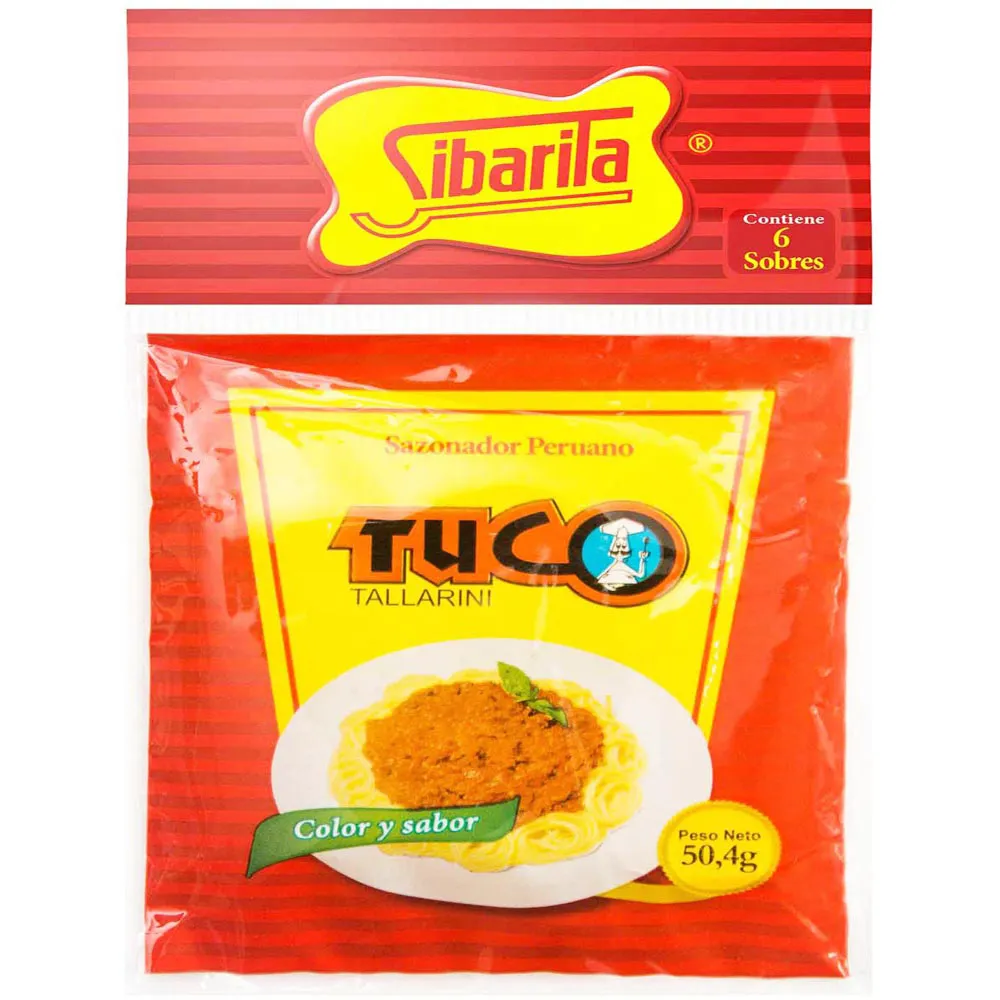 Sibarita ®
Contiene
6
Sobres
Sazonador Peruano
TUCO
TALLARINI
Color y sabor
Peso Neto
50,4g